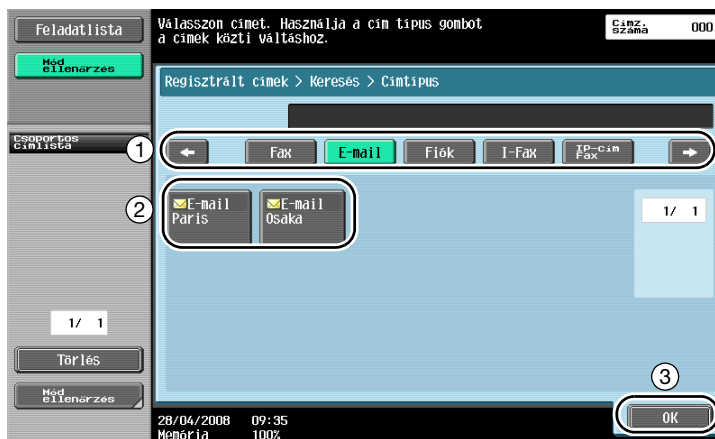 Feladatlista
Mód
ellenőrzés
Csoportos
címlista
1/ 1
Törlés
Mód
ellenőrzés
Válasszon címet. Használja a cím típus gombot
a címek közti váltáshoz.
Címz.
száma
000
Regisztrált címek > Keresés > Címtípus
1
←
Fax
E-mail
Fiók
I-Fax
IP-cím
Fax
→
2
E-mail
Paris
E-mail
Osaka
1/ 1
3
OK
28/04/2008 09:35
Memória 100%